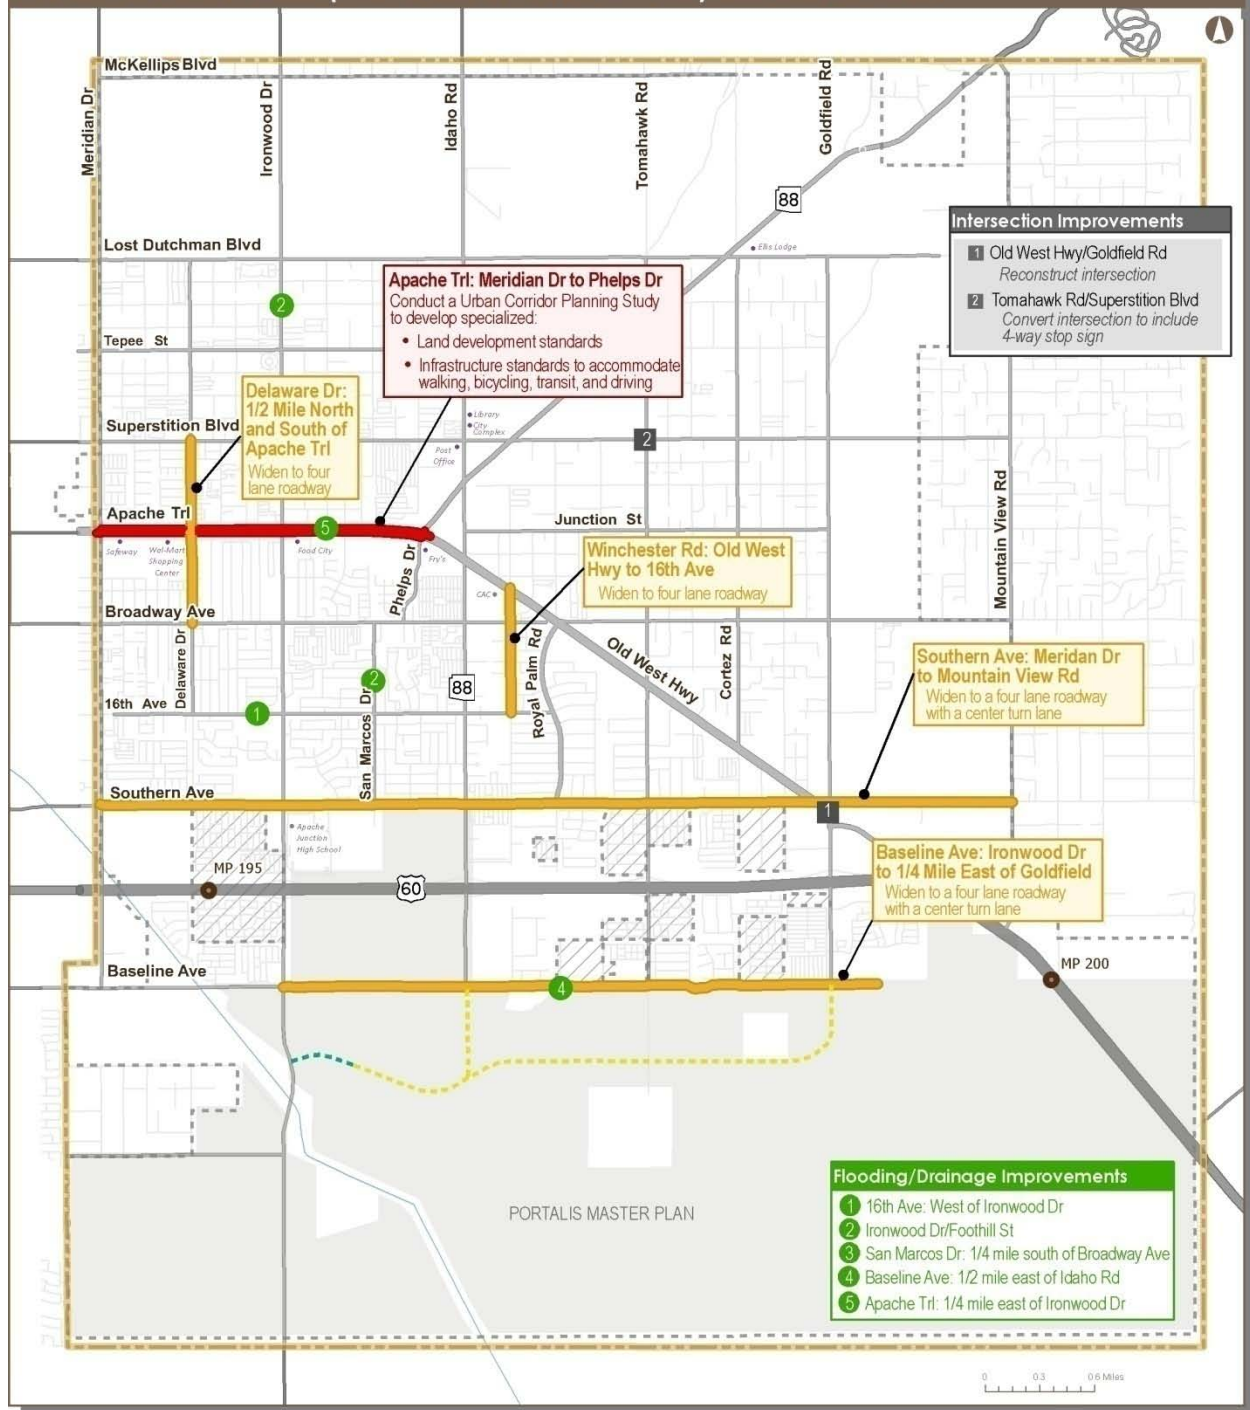 McKellips Blvd
Meridian Dr
Ironwood Dr
Idaho Rd
Tomahawk Rd
Goldfield Rd
88
Lost Dutchman Blvd
Ellis Lodge
Intersection Improvements
1 Old West Hwy/Goldfield Rd
Reconstruct intersection
2 Tomahawk Rd/Superstition Blvd
Convert intersection to include
4-way stop sign
Apache Trl: Meridian Dr to Phelps Dr
Conduct a Urban Corridor Planning Study
to develop specialized:
• Land development standards
• Infrastructure standards to accommodate
walking, bicycling, transit, and driving
2
Tepee St
Delaware Dr:
1/2 Mile North
and South of
Apache Trl
Widen to four
lane roadway
Superstition Blvd
Library
City
Complex
Post
Office
2
Apache Trl
5
Junction St
Mountain View Rd
Safeway
Wal-Mart
Shopping
Center
Food City
Phelps Dr
Fry's
Winchester Rd: Old West
Hwy to 16th Ave
Widen to four lane roadway
CAC
Broadway Ave
Delaware Dr
2
San Marcos Dr
88
Royal Palm Rd
Old West Hwy
Cortez Rd
16th Ave
1
Southern Ave: Meridan Dr
to Mountain View Rd
Widen to a four lane roadway
with a center turn lane
Southern Ave
1
Apache
Junction
High School
MP 195
60
Baseline Ave: Ironwood Dr
to 1/4 Mile East of Goldfield
Widen to a four lane roadway
with a center turn lane
Baseline Ave
4
MP 200
PORTALIS MASTER PLAN
Flooding/Drainage Improvements
1 16th Ave: West of Ironwood Dr
2 Ironwood Dr/Foothill St
3 San Marcos Dr: 1/4 mile south of Broadway Ave
4 Baseline Ave: 1/2 mile east of Idaho Rd
5 Apache Trl: 1/4 mile east of Ironwood Dr
0 0.3 0.6 Miles